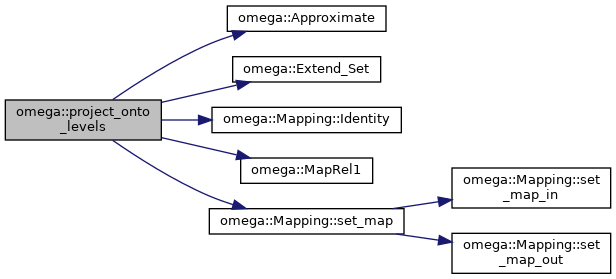 omega::Approximate
omega::Extend_Set
omega::project_onto
_levels
omega::Mapping::Identity
omega::MapRel1
omega::Mapping::set
_map_in
omega::Mapping::set_map
omega::Mapping::set
_map_out